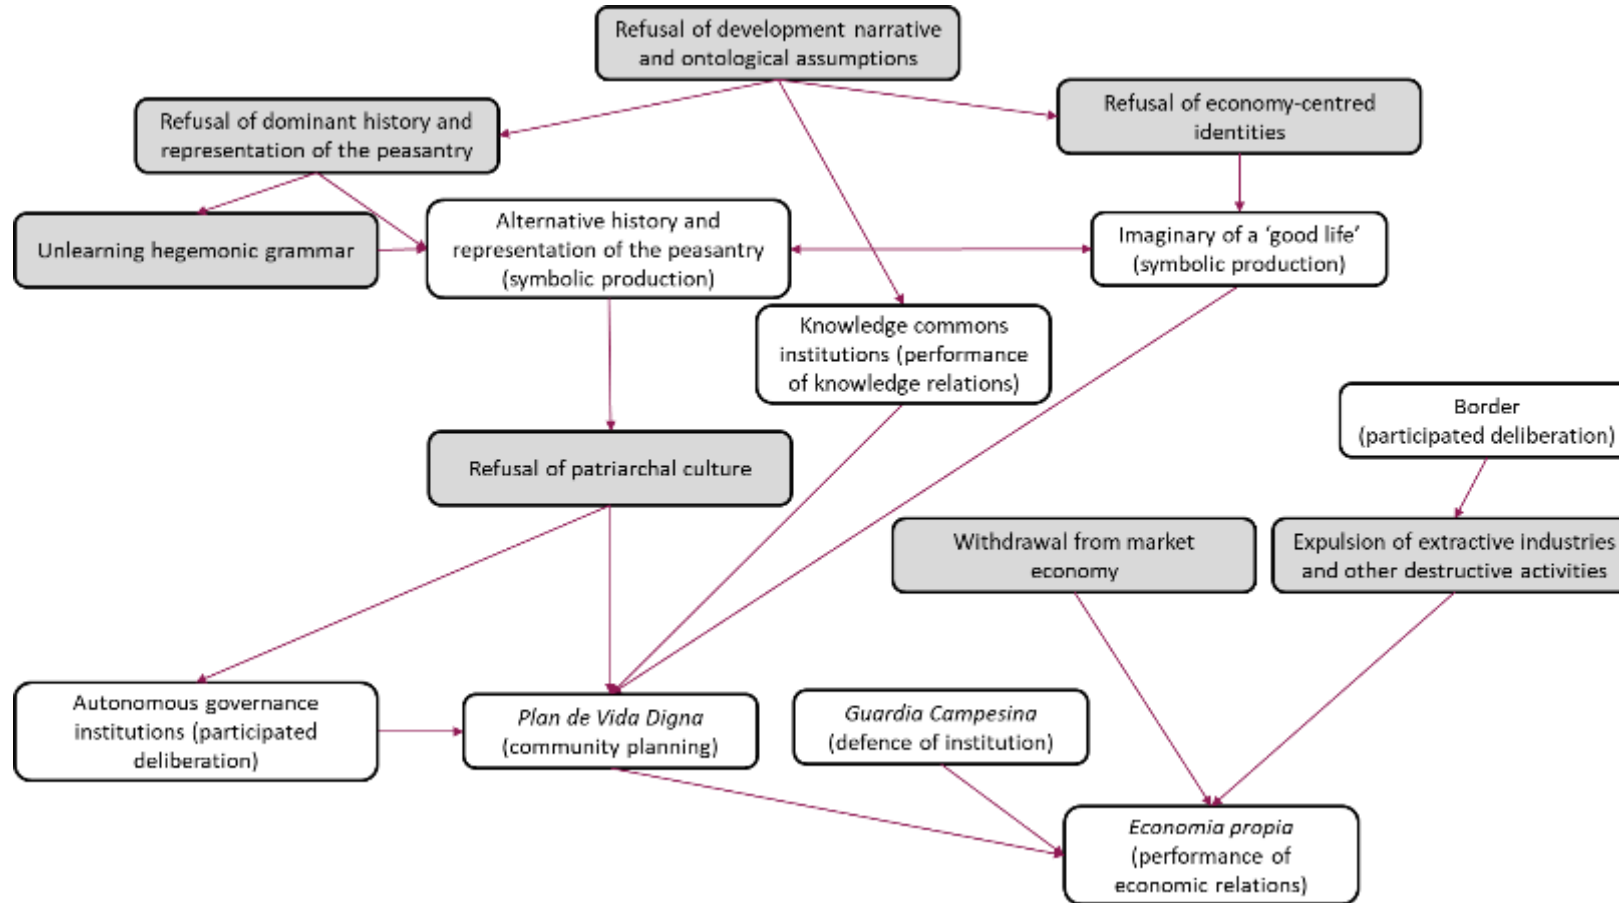 Refusal of development narrative
and ontological assumptions
Refusal of economy-centred
identities
Refusal of dominant history and
representation of the peasantry
Unlearning hegemonic grammar
Alternative history and
representation of the peasantry
(symbolic production)
Imaginary of a ‘good life’
(symbolic production)
Knowledge commons
institutions (performance
of knowledge relations)
Border
(participated deliberation)
Refusal of patriarchal culture
Withdrawal from market
economy
Expulsion of extractive industries
and other destructive activities
Autonomous governance
institutions (participated
deliberation)
Plan de Vida Digna
(community planning)
Guardia Campesina
(defence of institution)
Economia propia
(performance of
economic relations)